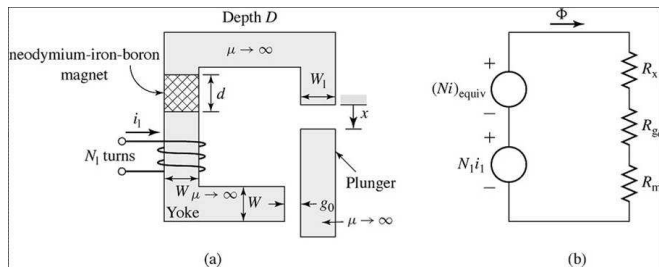 Depth D
neodymium-iron-boron
magnet
μ → ∞
W₁
d
x
i₁
N₁ turns
Plunger
W
μ → ∞
W
g₀
Yoke
μ → ∞
(a)
Φ
+
(Ni)equiv
−
+
N₁i₁
−
Rx
Rg
Rm
(b)